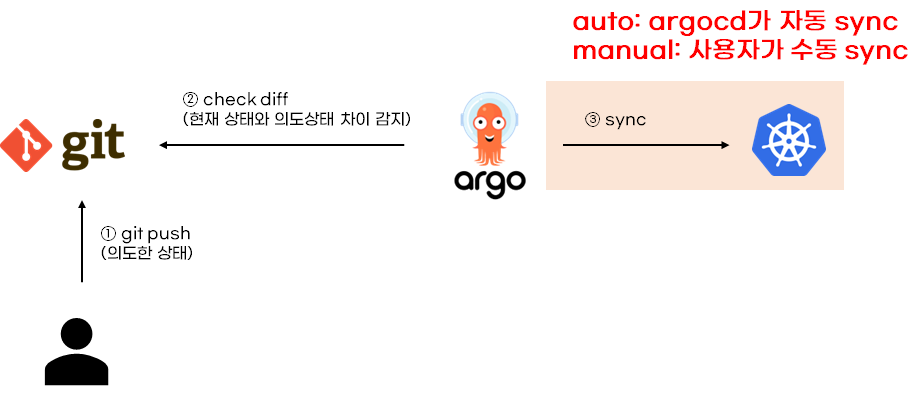 auto: argocd가 자동 sync
manual: 사용자가 수동 sync
② check diff
(현재 상태와 의도상태 차이 감지)
③ sync
git
argo
① git push
(의도한 상태)